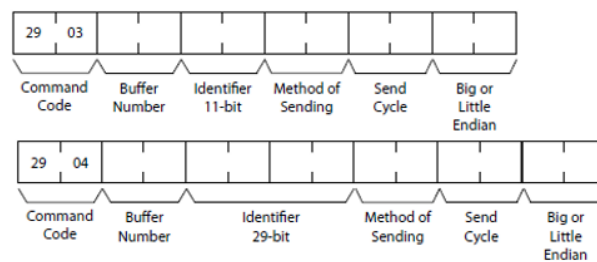 29 03
Command Buffer Identifier Method of Send Big or
Code Number 11-bit Sending Cycle Little
Endian
29 04
Command Buffer Identifier Method of Send Big or
Code Number 29-bit Sending Cycle Little
Endian